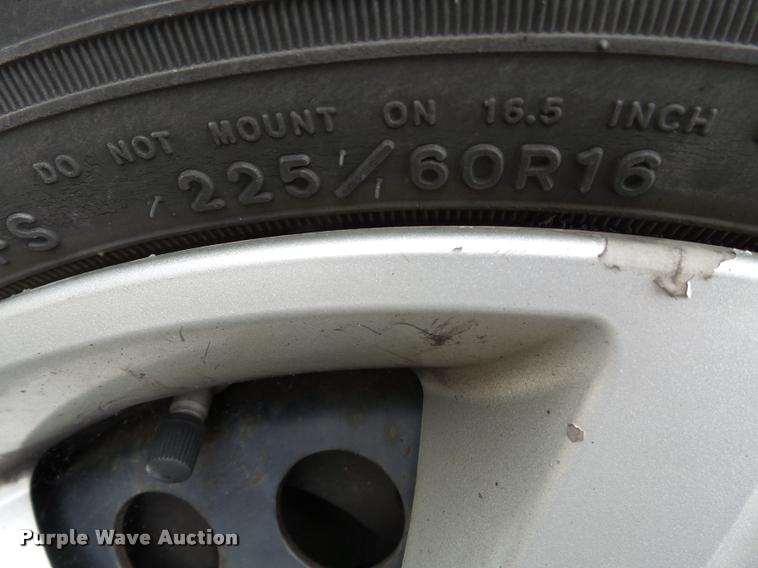 DO NOT MOUNT ON 16.5 INCH
225/60R16
Purple Wave Auction